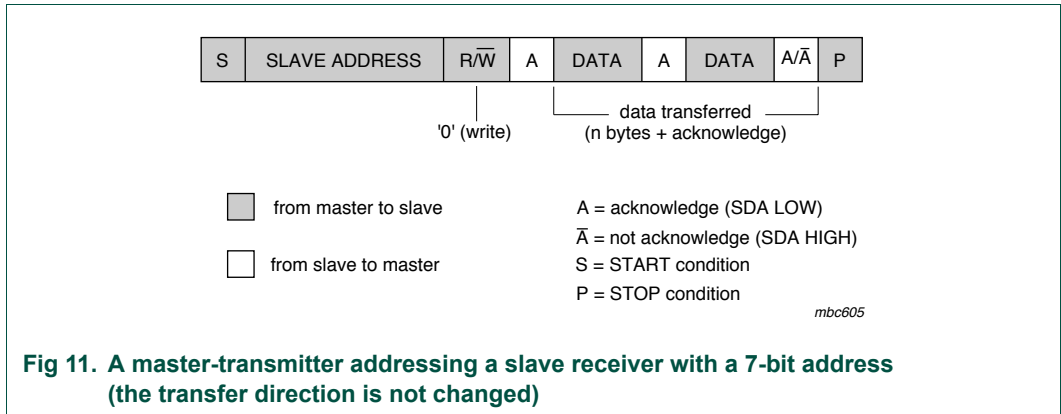 S SLAVE ADDRESS R/W̅ A DATA A DATA A/A̅ P
data transferred
'0' (write) (n bytes + acknowledge)
from master to slave
from slave to master
A = acknowledge (SDA LOW)
A̅ = not acknowledge (SDA HIGH)
S = START condition
P = STOP condition
mbc605
Fig 11. A master-transmitter addressing a slave receiver with a 7-bit address
(the transfer direction is not changed)